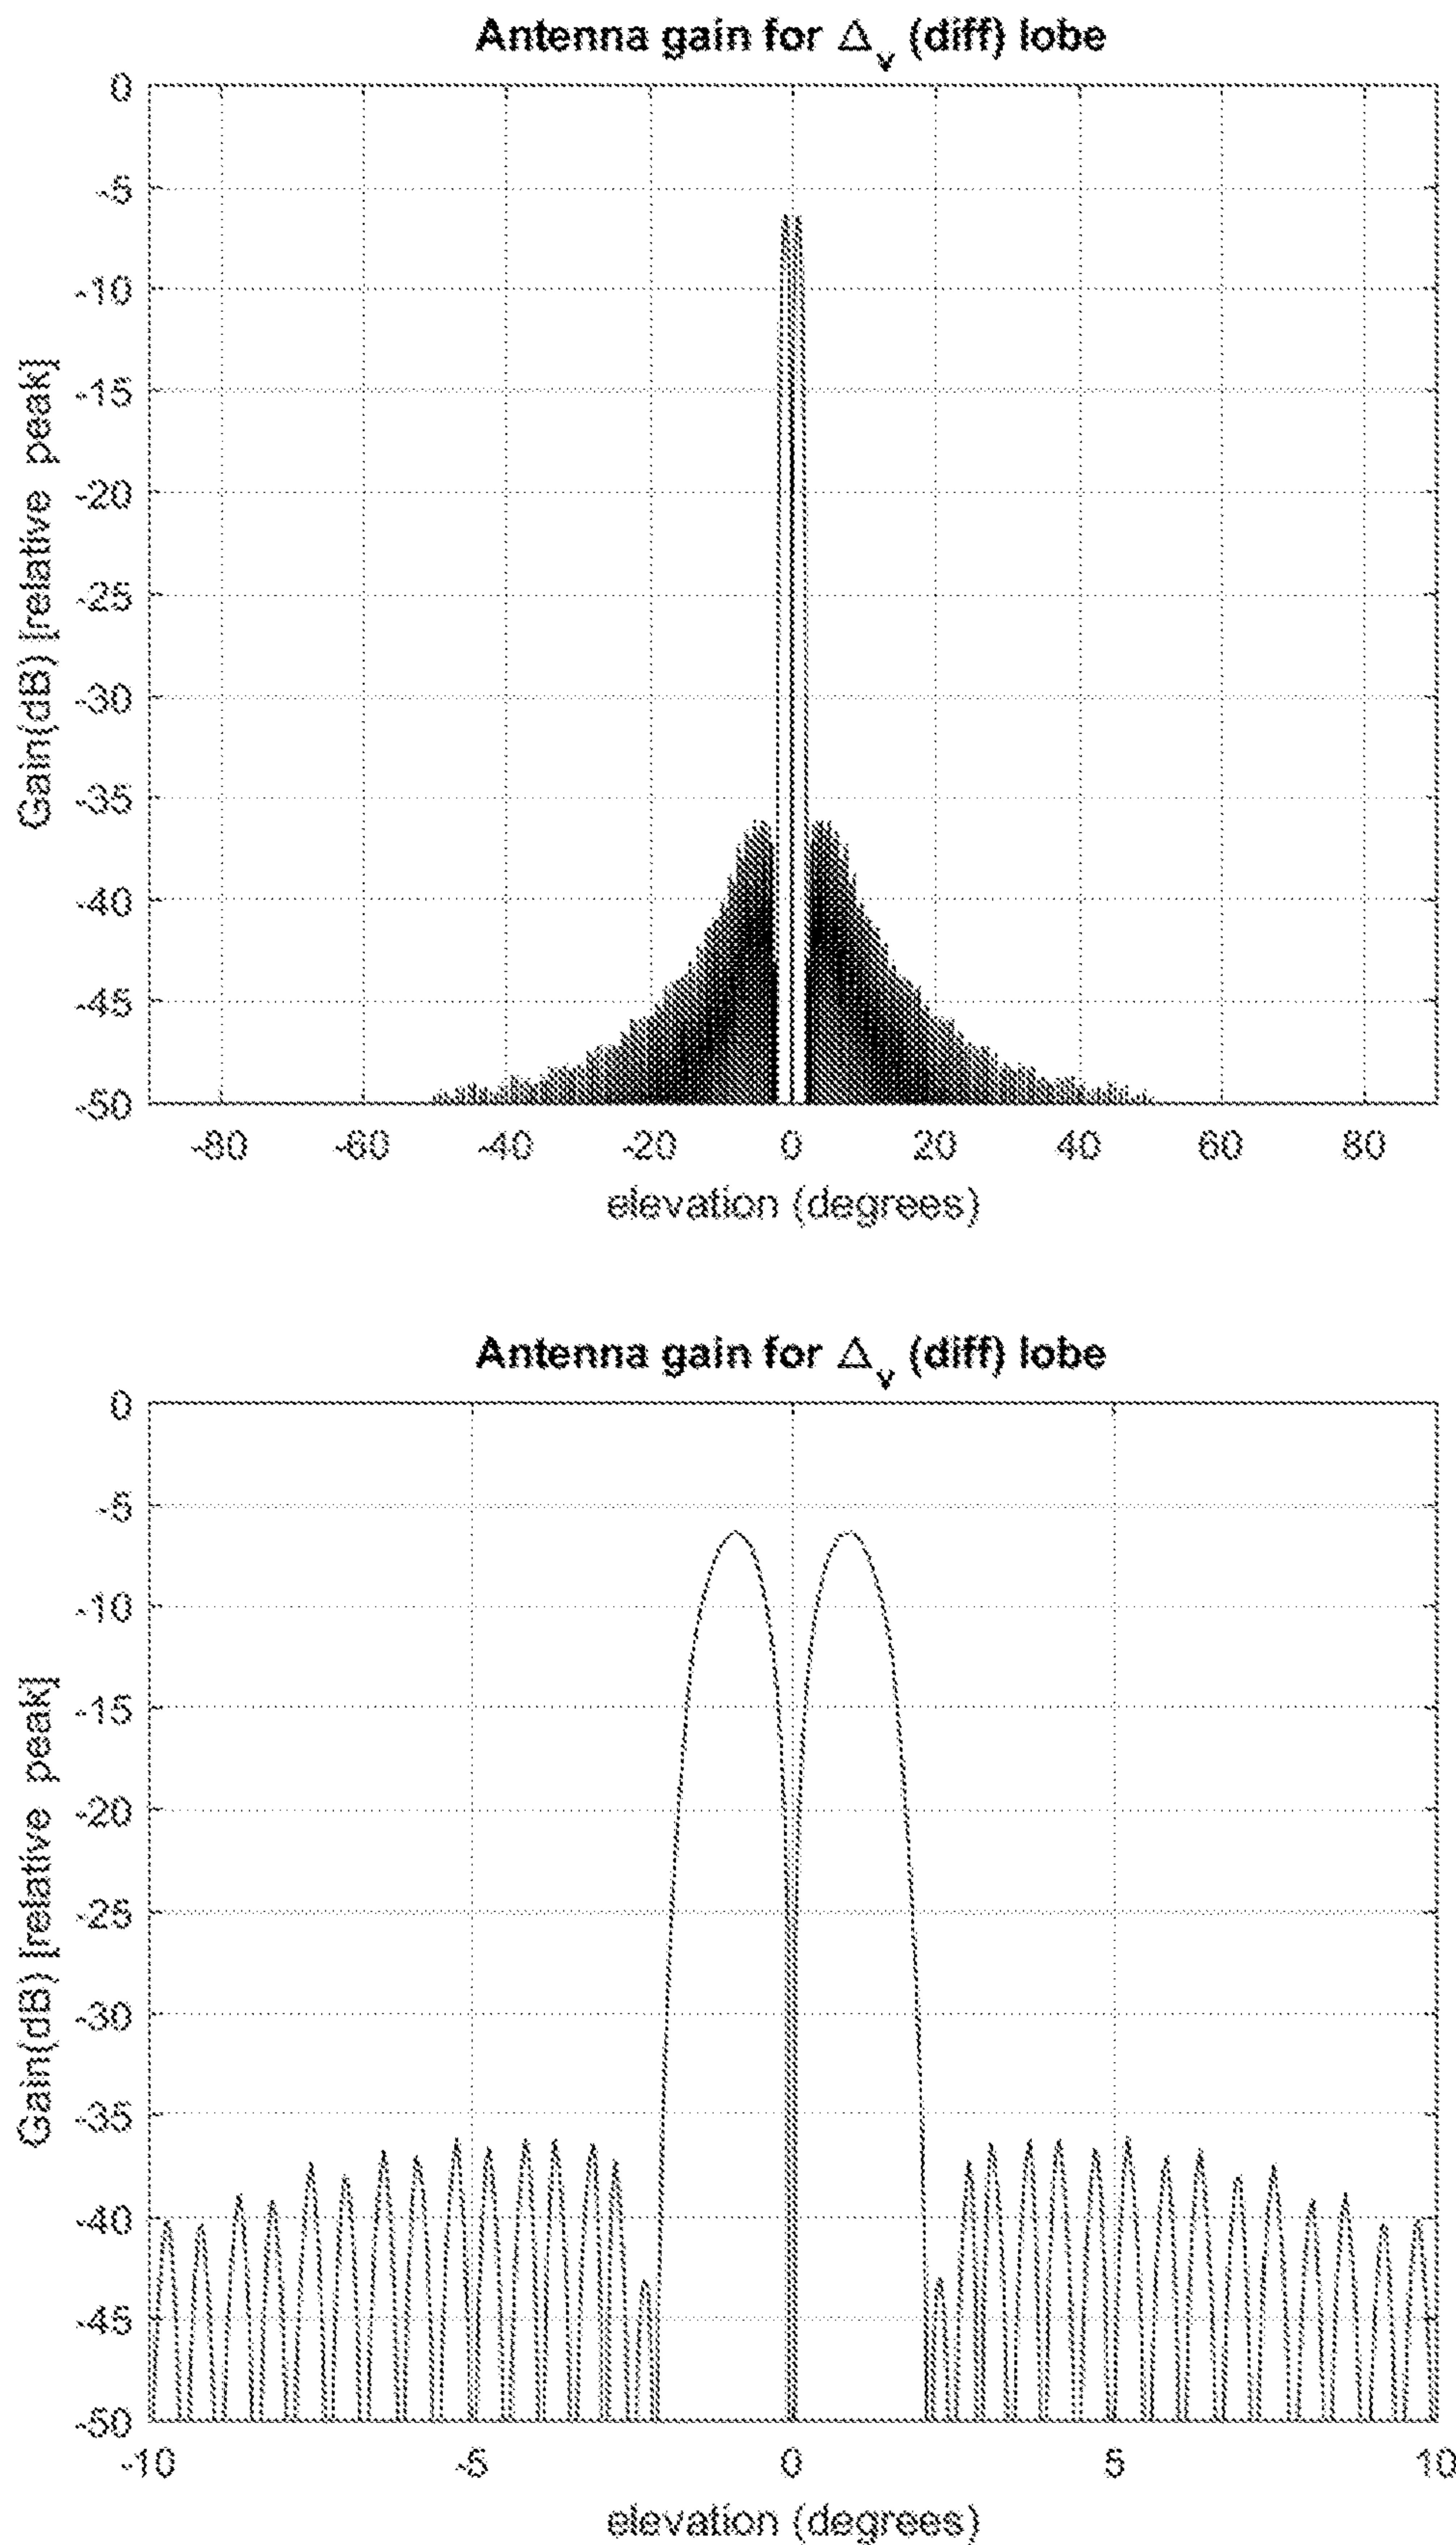 Antenna gain for Δv (diff) lobe
Gain(dB) [relative peak]
0
-5
-10
-15
-20
-25
-30
-35
-40
-45
-50
-80 -60 -40 -20 0 20 40 60 80
elevation (degrees)
Antenna gain for Δv (diff) lobe
Gain(dB) [relative peak]
0
-5
-10
-15
-20
-25
-30
-35
-40
-45
-50
-10 -5 0 5 10
elevation (degrees)